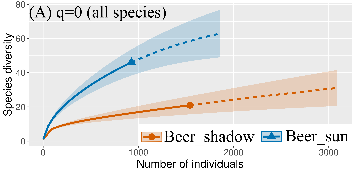 (A) q=0 (all species)
80
60
40
20
0
Species diversity
Beer_shadow Beer_sun
0 1000 2000 3000
Number of individuals